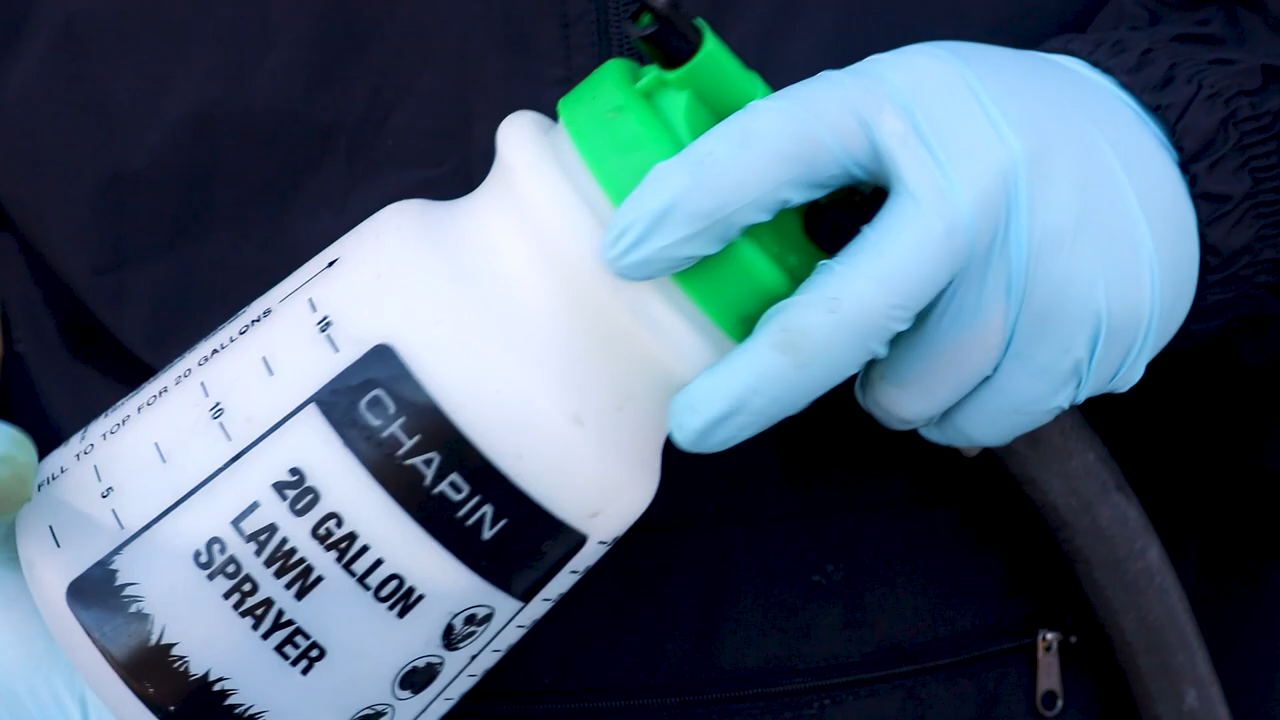 CHAPIN
20 GALLON
LAWN
SPRAYER
FILL TO TOP FOR 20 GALLONS
15
10
5